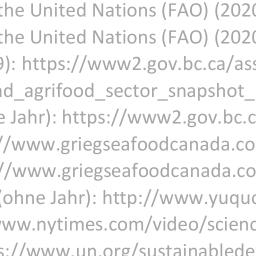 the United Nations (FAO) (2020
the United Nations (FAO) (2020
9): https://www2.gov.bc.ca/ass
nd_agrifood_sector_snapshot_
e Jahr): https://www2.gov.bc.c
//www.griegseafoodcanada.co
//www.griegseafoodcanada.co
(ohne Jahr): http://www.yuquo
www.nytimes.com/video/scienc
s://www.un.org/sustainablede